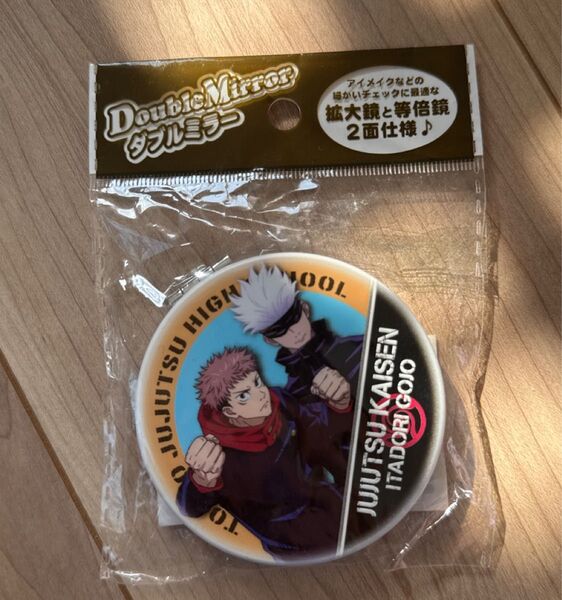 Double Mirror
ダブルミラー
アイメイクなどの
細かいチェックに最適な
拡大鏡と等倍鏡
2面仕様♪
JUJUTSU HIGH
JUJUTSU KAISEN
ITADORI GOJO